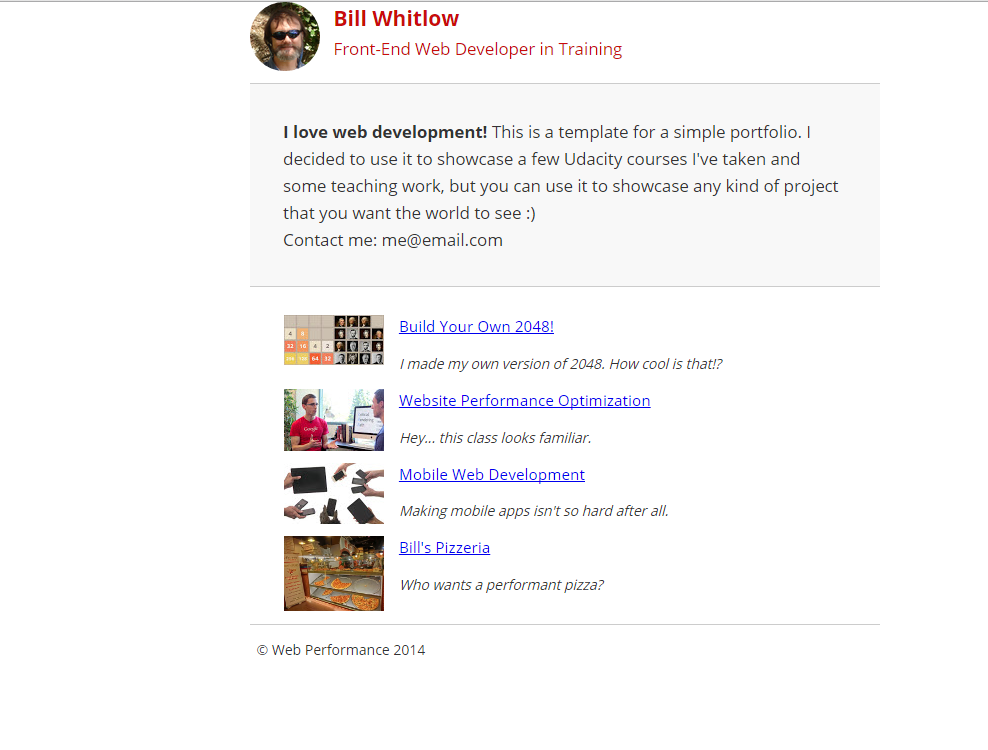 Bill Whitlow
Front-End Web Developer in Training
I love web development! This is a template for a simple portfolio. I
decided to use it to showcase a few Udacity courses I've taken and
some teaching work, but you can use it to showcase any kind of project
that you want the world to see :)
Contact me: me@email.com
Build Your Own 2048!
I made my own version of 2048. How cool is that!?
Website Performance Optimization
Google
Hey... this class looks familiar.
Mobile Web Development
Making mobile apps isn't so hard after all.
Bill's Pizzeria
Who wants a performant pizza?
© Web Performance 2014